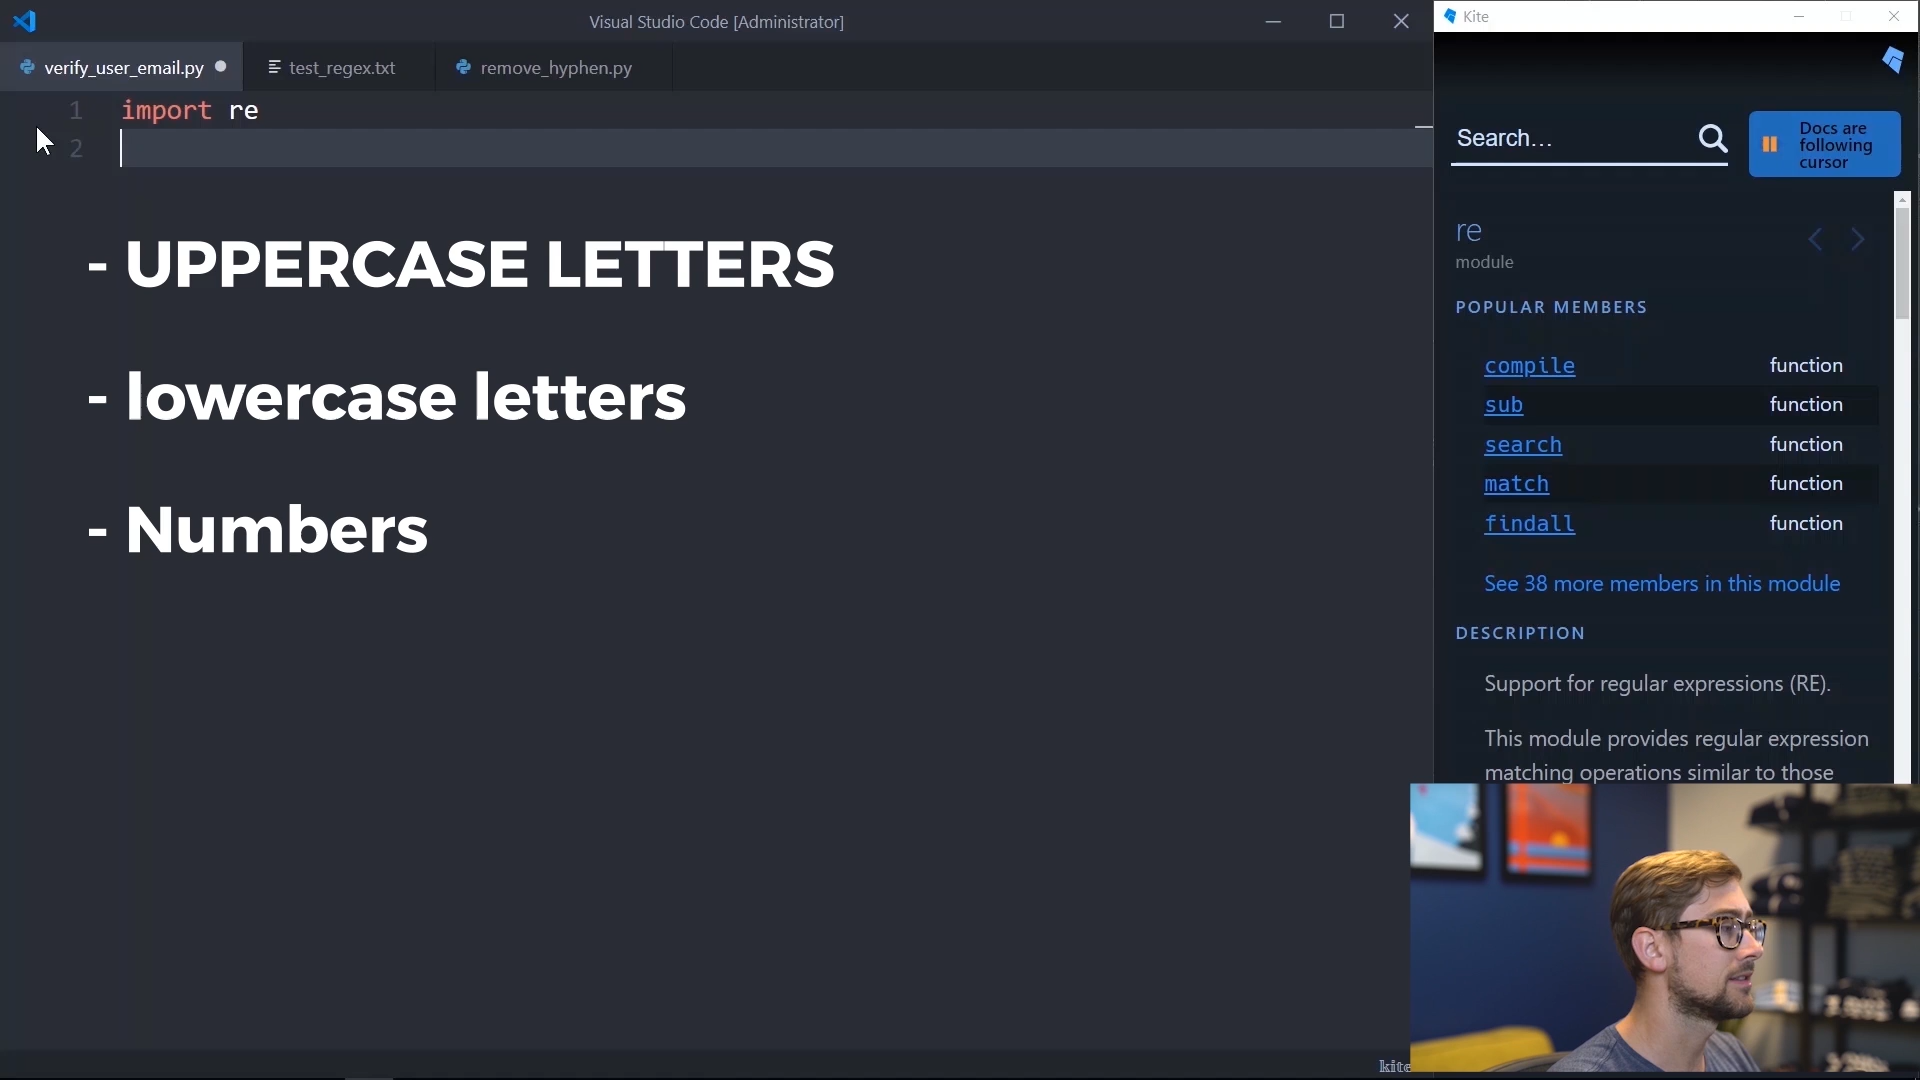 Visual Studio Code [Administrator]
verify_user_email.py
test_regex.txt
remove_hyphen.py
1 import re
2
- UPPERCASE LETTERS
- lowercase letters
- Numbers
kite
Kite
Search...
Docs are
following
cursor
re
module
POPULAR MEMBERS
compile function
sub function
search function
match function
findall function
See 38 more members in this module
DESCRIPTION
Support for regular expressions (RE).
This module provides regular expression
matching operations similar to those